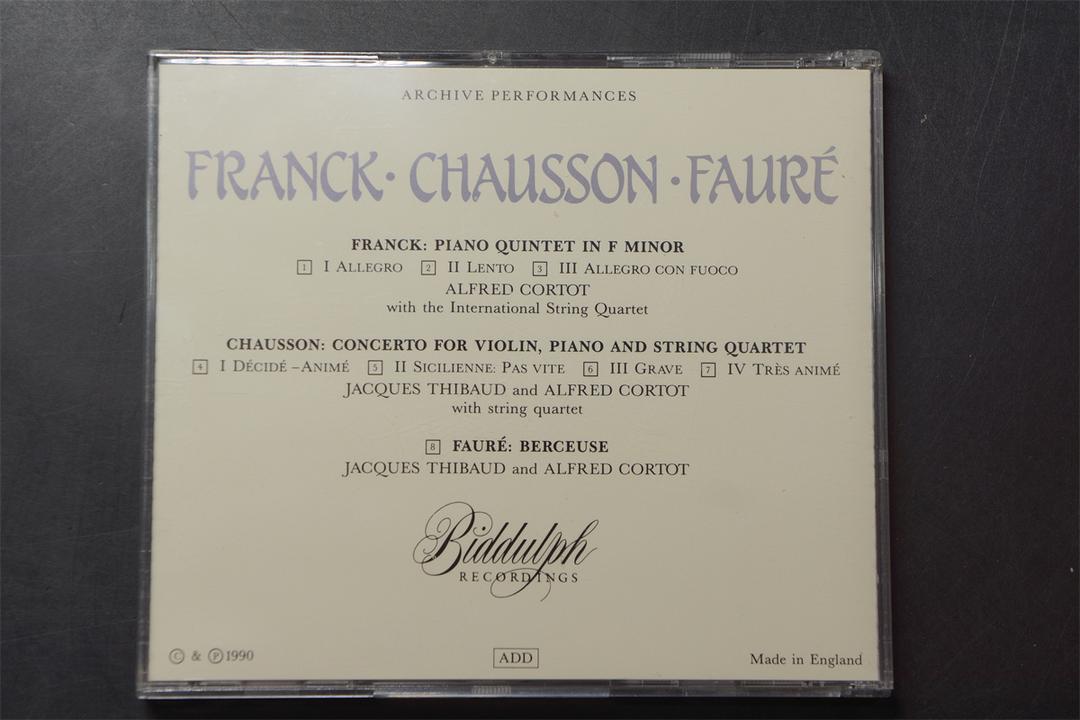 ARCHIVE PERFORMANCES
FRANCK · CHAUSSON · FAURÉ
FRANCK: PIANO QUINTET IN F MINOR
1 I ALLEGRO 2 II LENTO 3 III ALLEGRO CON FUOCO
ALFRED CORTOT
with the International String Quartet
CHAUSSON: CONCERTO FOR VIOLIN, PIANO AND STRING QUARTET
4 I DÉCIDÉ – ANIMÉ 5 II SICILIENNE: PAS VITE 6 III GRAVE 7 IV TRÈS ANIMÉ
JACQUES THIBAUD and ALFRED CORTOT
with string quartet
8 FAURÉ: BERCEUSE
JACQUES THIBAUD and ALFRED CORTOT
Biddulph
RECORDINGS
© & ℗ 1990 ADD Made in England